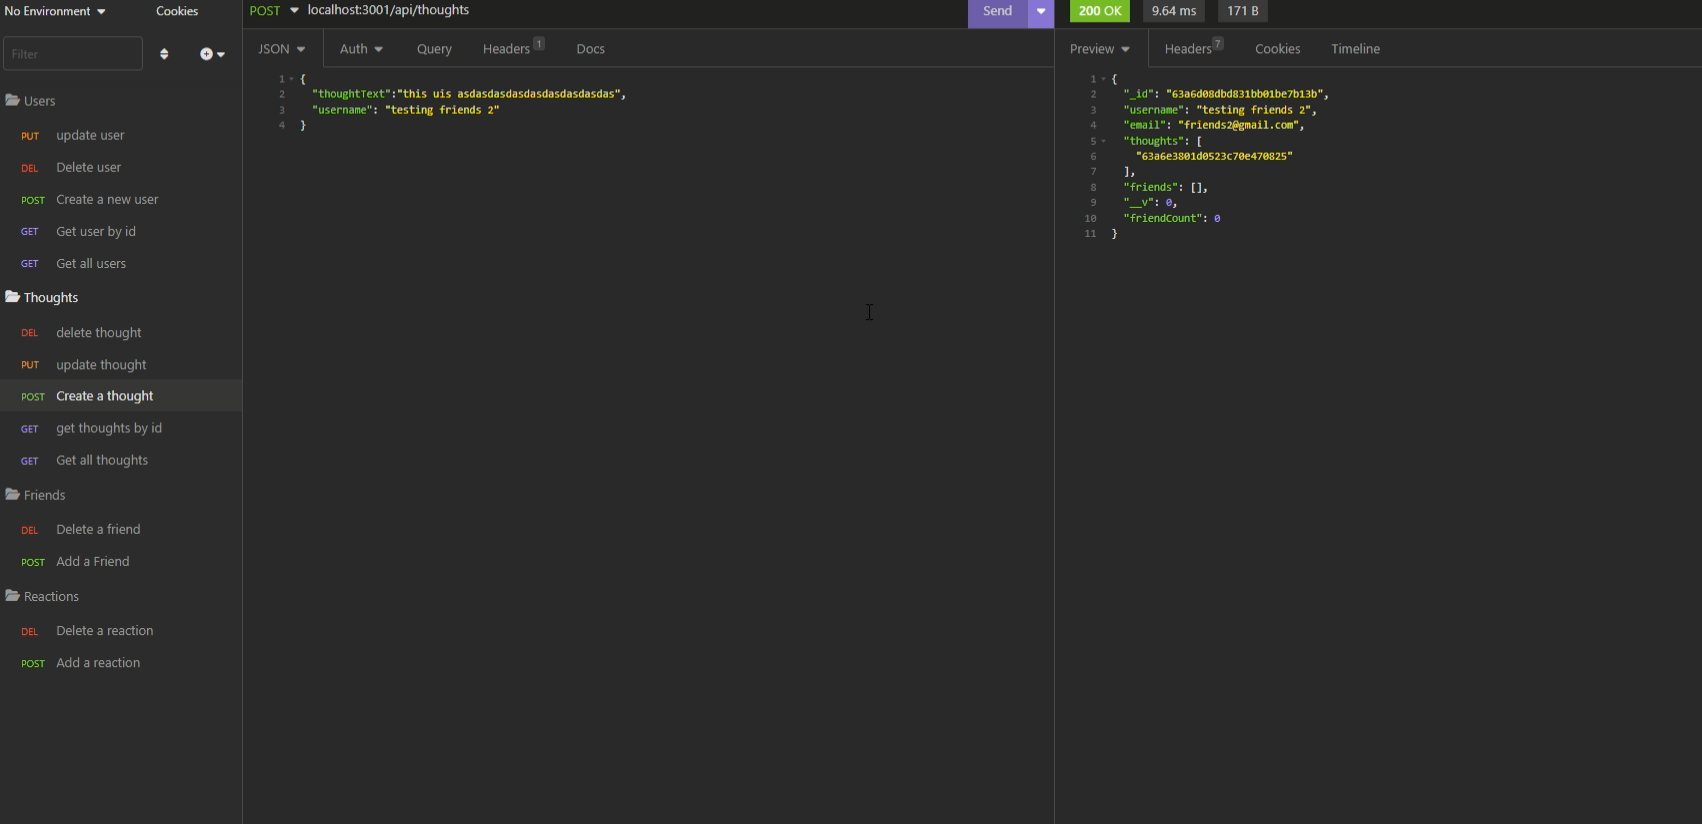 No Environment Cookies
Filter
Users
PUT update user
DEL Delete user
POST Create a new user
GET Get user by id
GET Get all users
Thoughts
DEL delete thought
PUT update thought
POST Create a thought
GET get thoughts by id
GET Get all thoughts
Friends
DEL Delete a friend
POST Add a Friend
Reactions
DEL Delete a reaction
POST Add a reaction
POST localhost:3001/api/thoughts Send
JSON Auth Query Headers 1 Docs
1 {
2 "thoughtText":"this uis asdasdasdasdasdasdasdasdas",
3 "username": "testing friends 2"
4 }
200 OK 9.64 ms 171 B
Preview Headers 7 Cookies Timeline
1 {
2 "_id": "63a6d08dbd831bb01be7b13b",
3 "username": "testing friends 2",
4 "email": "friends2@gmail.com",
5 "thoughts": [
6 "63a6e3801d0523c70e470825"
7 ],
8 "friends": [],
9 "__v": 0,
10 "friendCount": 0
11 }